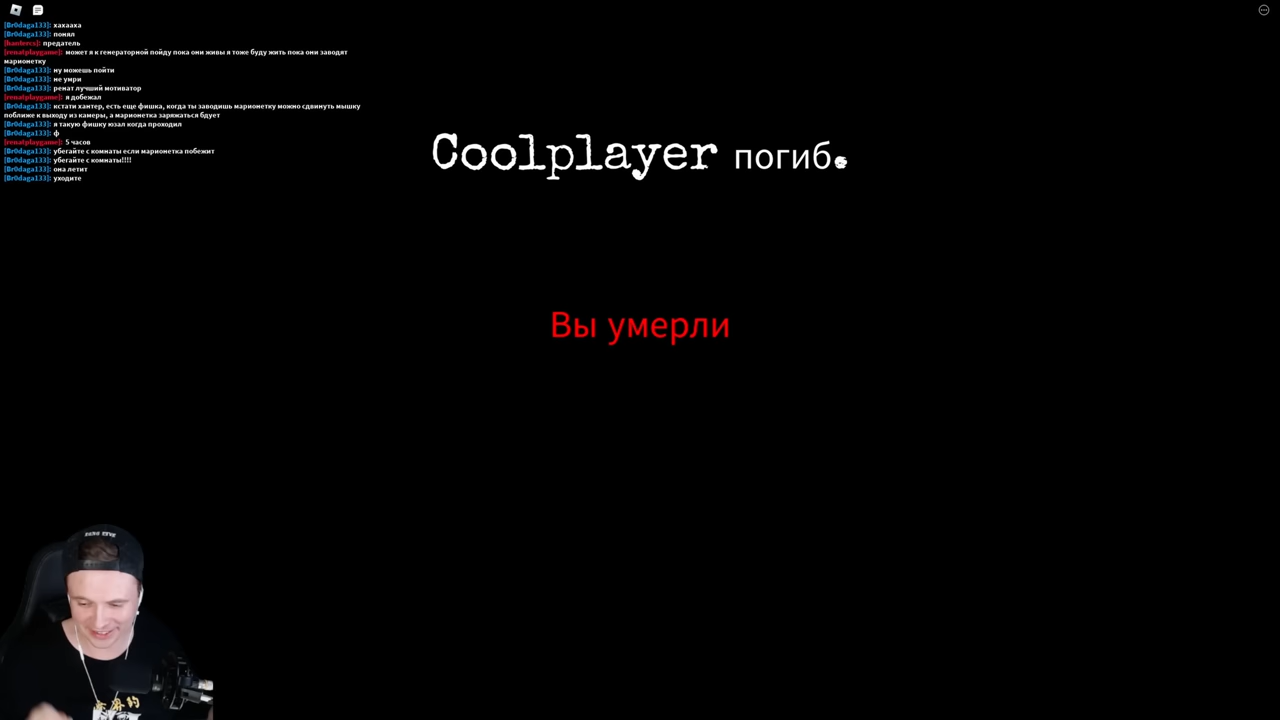 [Br0daga133]: хахааха
[Br0daga133]: понял
[hantercs]: предатель
[renatplaygame]: может я к генераторной пойду пока они живы я тоже буду жить пока они заводят
марионетку
[Br0daga133]: ну можешь пойти
[Br0daga133]: не умри
[Br0daga133]: ренат лучший мотиватор
[renatplaygame]: я добежал
[Br0daga133]: кстати хантер, есть еще фишка, когда ты заводишь марионетку можно сдвинуть мышку
поближе к выходу из камеры, а марионетка заряжаться бдует
[Br0daga133]: я такую фишку юзал когда проходил
[Br0daga133]: ф
[renatplaygame]: 5 часов
[Br0daga133]: убегайте с комнаты если марионетка побежит
[Br0daga133]: убегайте с комнаты!!!!
[Br0daga133]: она летит
[Br0daga133]: уходите
Coolplayer погиб.
Вы умерли